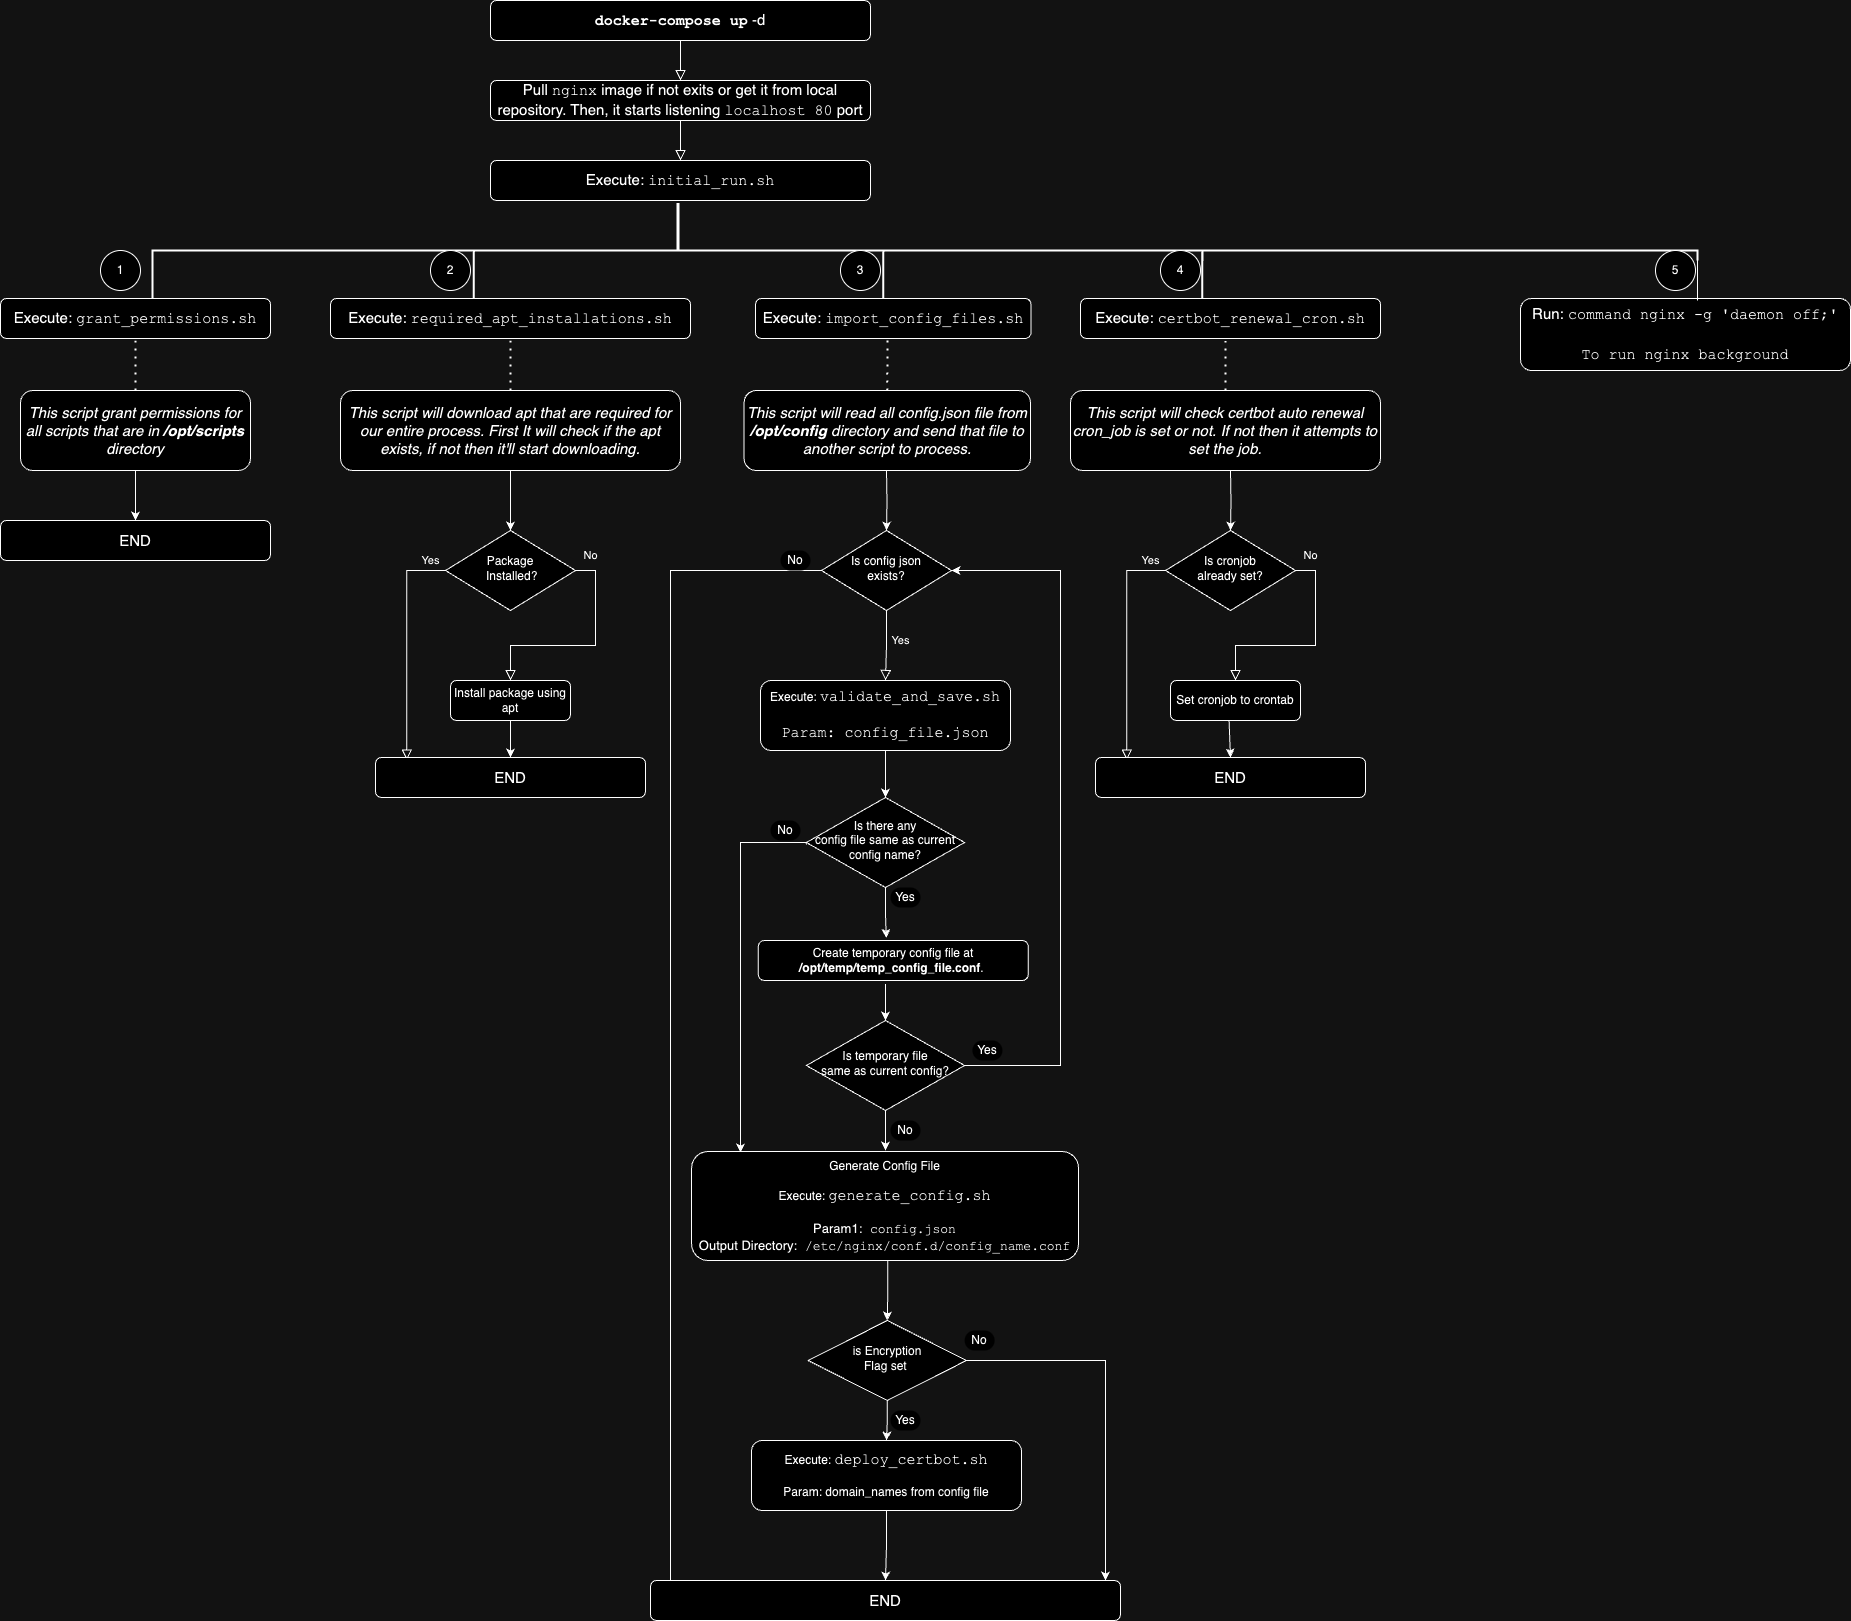 docker-compose up -d
Pull nginx image if not exits or get it from local
repository. Then, it starts listening localhost 80 port
Execute: initial_run.sh
1
2
3
4
5
Execute: grant_permissions.sh
Execute: required_apt_installations.sh
Execute: import_config_files.sh
Execute: certbot_renewal_cron.sh
Run: command nginx -g 'daemon off;'
To run nginx background
This script grant permissions for
all scripts that are in /opt/scripts
directory
This script will download apt that are required for
our entire process. First It will check if the apt
exists, if not then it'll start downloading.
This script will read all config.json file from
/opt/config directory and send that file to
another script to process.
This script will check certbot auto renewal
cron_job is set or not. If not then it attempts to
set the job.
END
Yes
Package
Installed?
No
Install package using
apt
END
No
Is config json
exists?
Yes
Execute: validate_and_save.sh
Param: config_file.json
No
Is there any
config file same as current
config name?
Yes
Create temporary config file at
/opt/temp/temp_config_file.conf.
Is temporary file
same as current config?
Yes
No
Generate Config File
Execute: generate_config.sh
Param1: config.json
Output Directory: /etc/nginx/conf.d/config_name.conf
is Encryption
Flag set
No
Yes
Execute: deploy_certbot.sh
Param: domain_names from config file
END
Yes
Is cronjob
already set?
No
Set cronjob to crontab
END